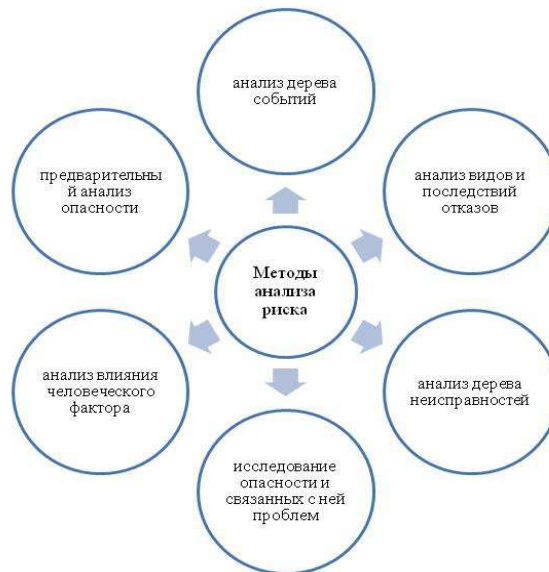 анализ дерева
событий
предварительны
й анализ
опасности
анализ видов и
последствий
отказов
Методы
анализа
риска
анализ влияния
человеческого
фактора
анализ дерева
неисправностей
исследование
опасности и
связанных с ней
проблем